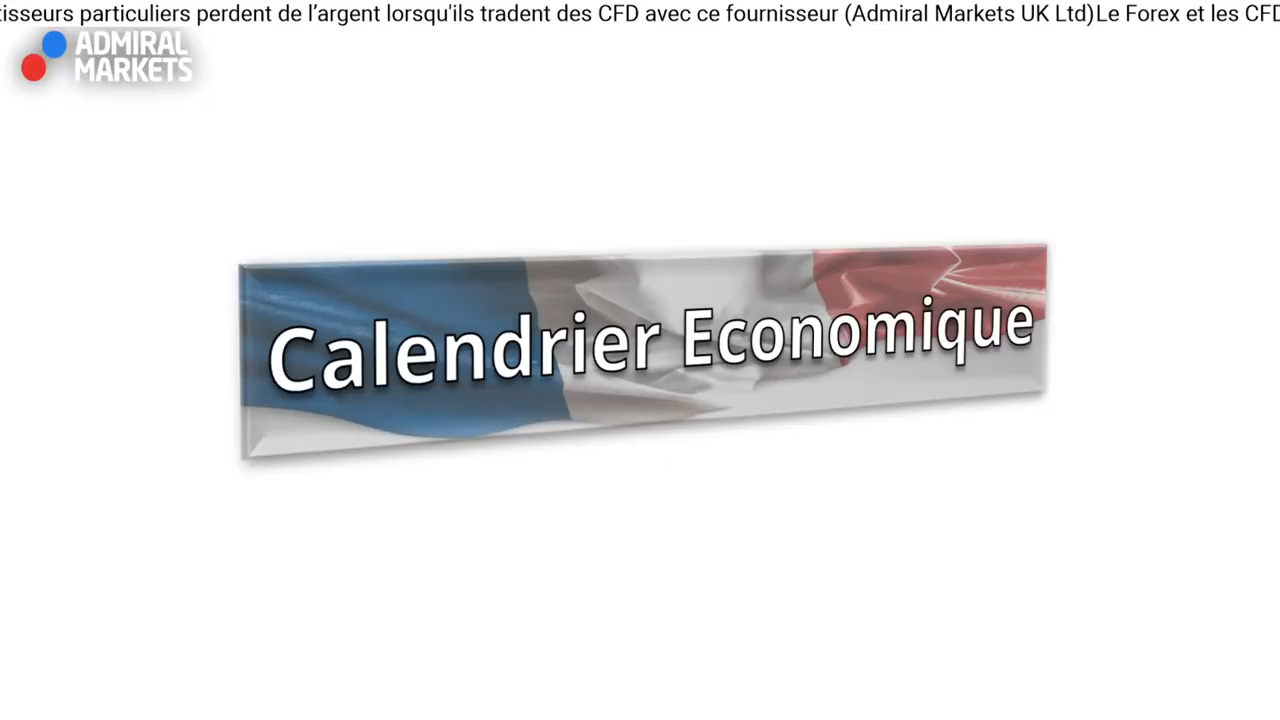 particuliers perdent de l’argent lorsqu'ils tradent des CFD avec ce fournisseur (Admiral Markets UK Ltd)Le Forex et les CFD
ADMIRAL
MARKETS
Calendrier Economique